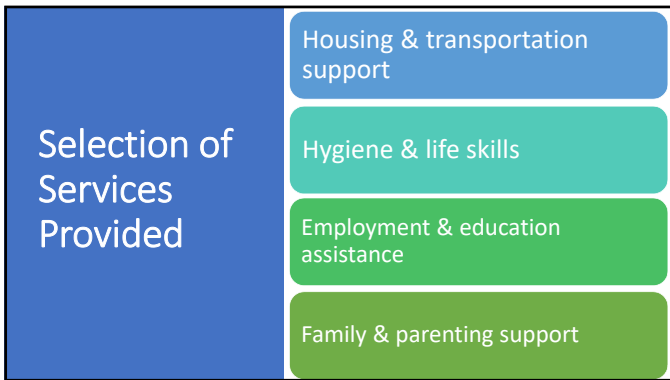 Selection of
Services
Provided
Housing & transportation
support
Hygiene & life skills
Employment & education
assistance
Family & parenting support